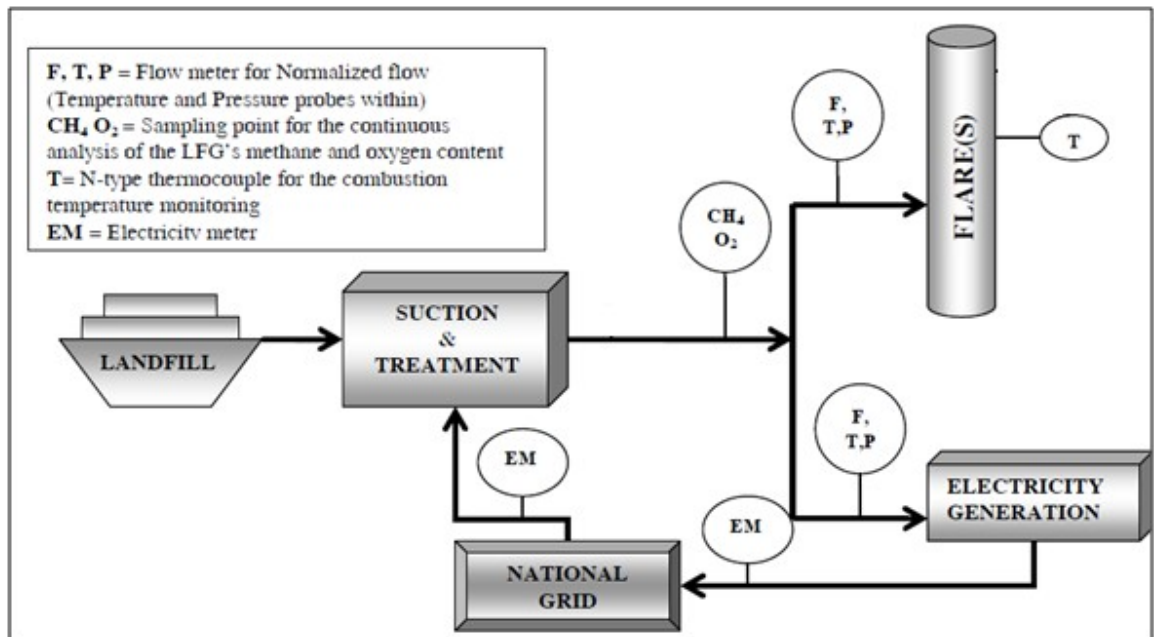 F, T, P = Flow meter for Normalized flow
(Temperature and Pressure probes within)
CH₄ O₂ = Sampling point for the continuous
analysis of the LFG's methane and oxygen content
T= N-type thermocouple for the combustion
temperature monitoring
EM = Electricity meter
F,
T,P
FLARE(S)
T
CH₄
O₂
LANDFILL
SUCTION
&
TREATMENT
F,
T,P
EM
EM
ELECTRICITY
GENERATION
NATIONAL
GRID